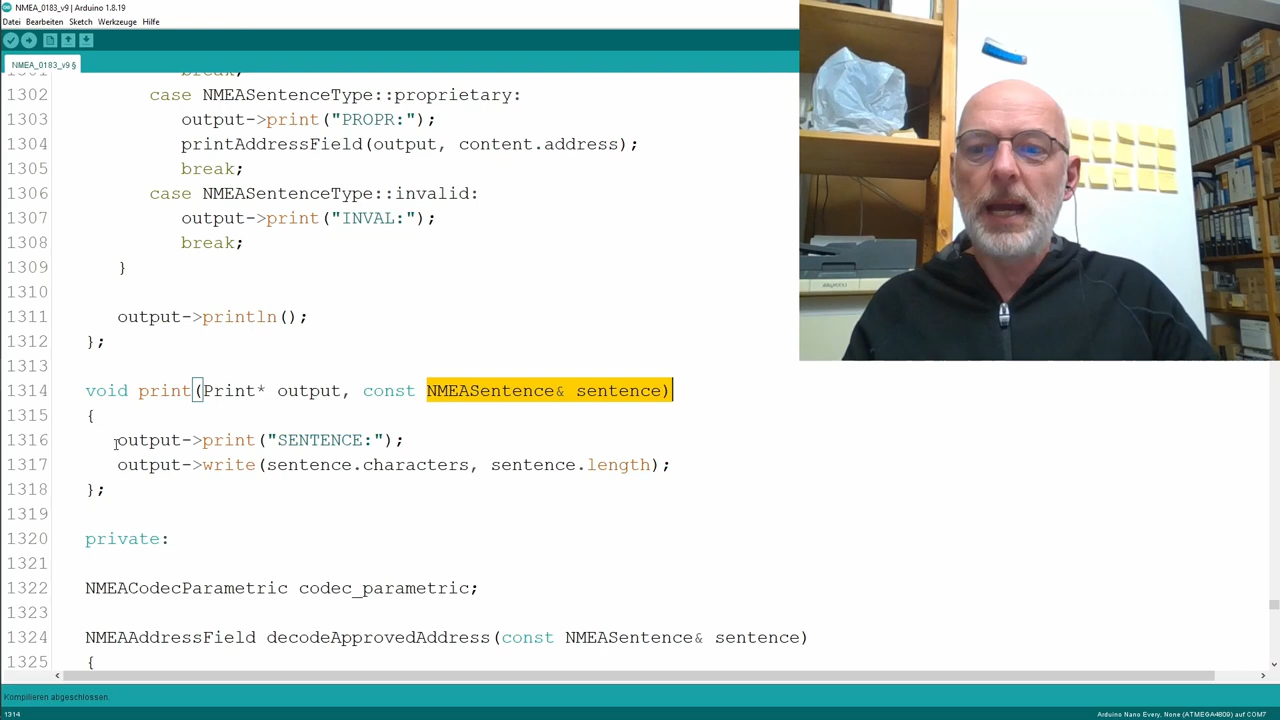 NMEA_0183_v9 | Arduino 1.8.19
Datei Bearbeiten Sketch Werkzeuge Hilfe
NMEA_0183_v9 §
break;
1302 case NMEASentenceType::proprietary:
1303 output->print("PROPR:");
1304 printAddressField(output, content.address);
1305 break;
1306 case NMEASentenceType::invalid:
1307 output->print("INVAL:");
1308 break;
1309 }
1310
1311 output->println();
1312 };
1313
1314 void print(Print* output, const NMEASentence& sentence)
1315 {
1316 output->print("SENTENCE:");
1317 output->write(sentence.characters, sentence.length);
1318 };
1319
1320 private:
1321
1322 NMEACodecParametric codec_parametric;
1323
1324 NMEAAddressField decodeApprovedAddress(const NMEASentence& sentence)
1325 {
Kompilieren abgeschlossen.
1314 Arduino Nano Every, None (ATMEGA4809) auf COM7